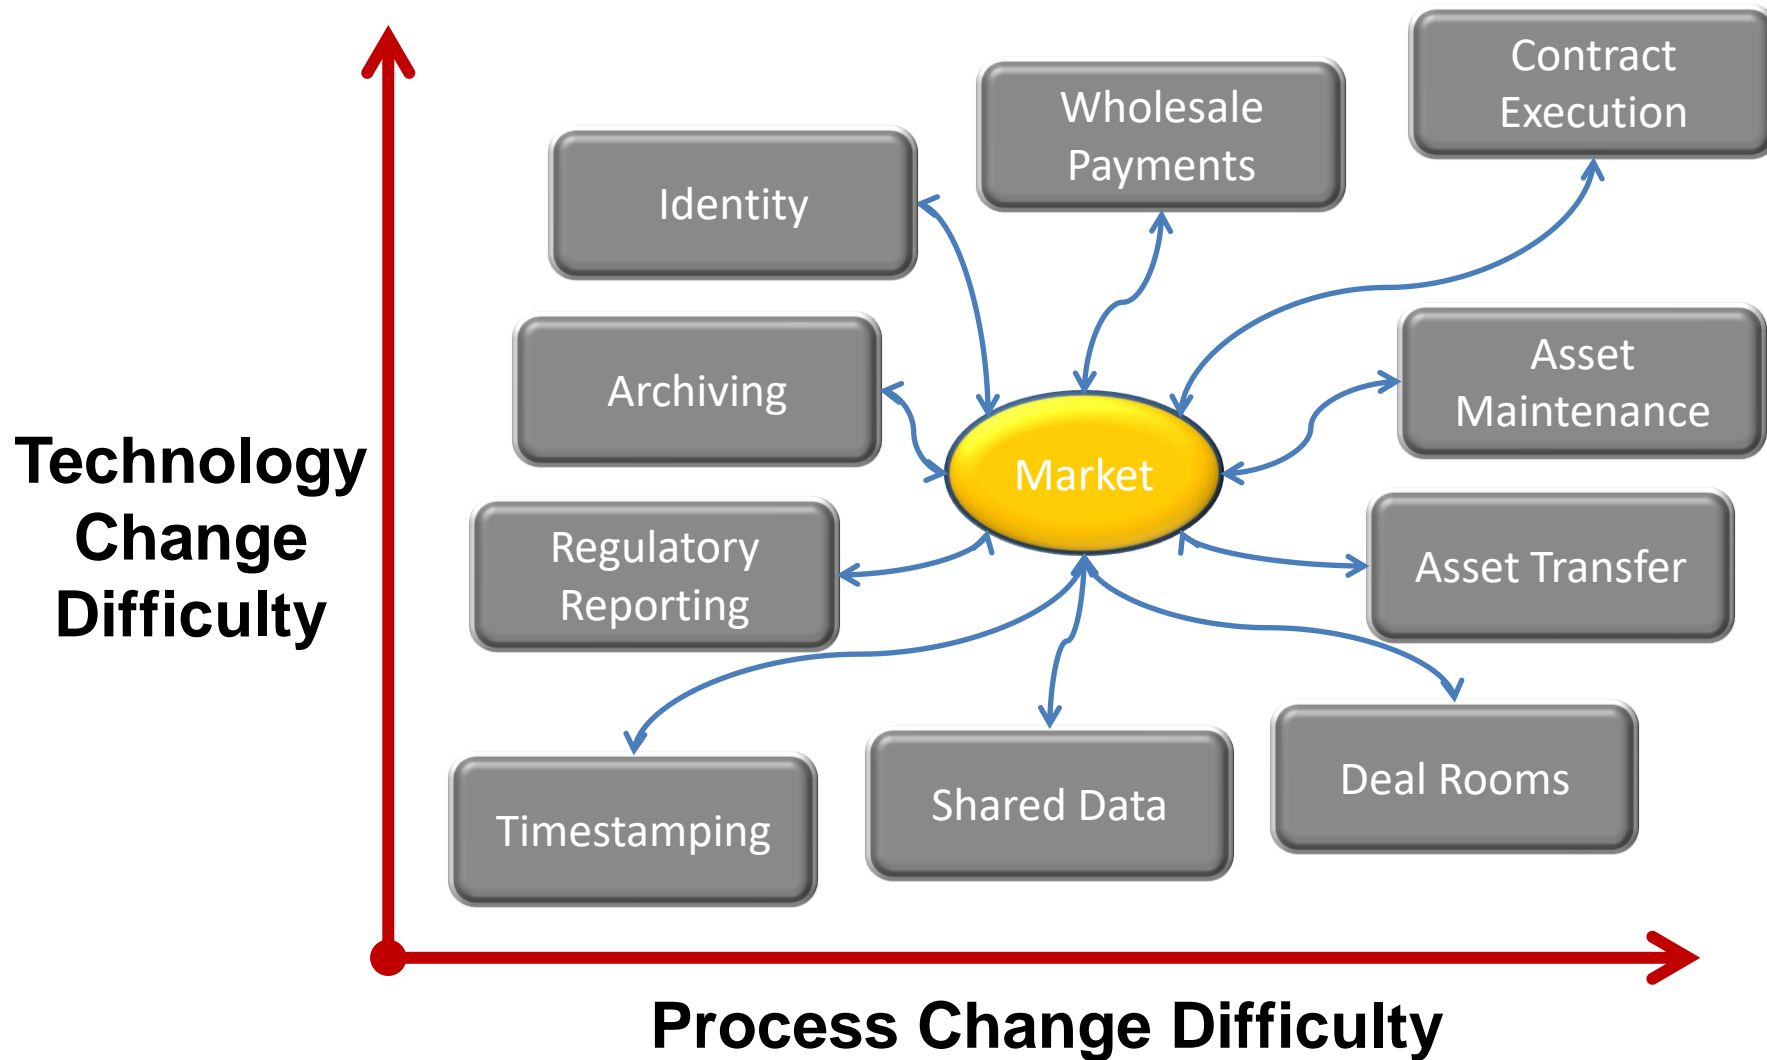 Contract
Execution
Wholesale
Payments
Identity
Asset
Maintenance
Archiving
Market
Technology
Change
Difficulty
Regulatory
Reporting
Asset Transfer
Deal Rooms
Shared Data
Timestamping
Process Change Difficulty